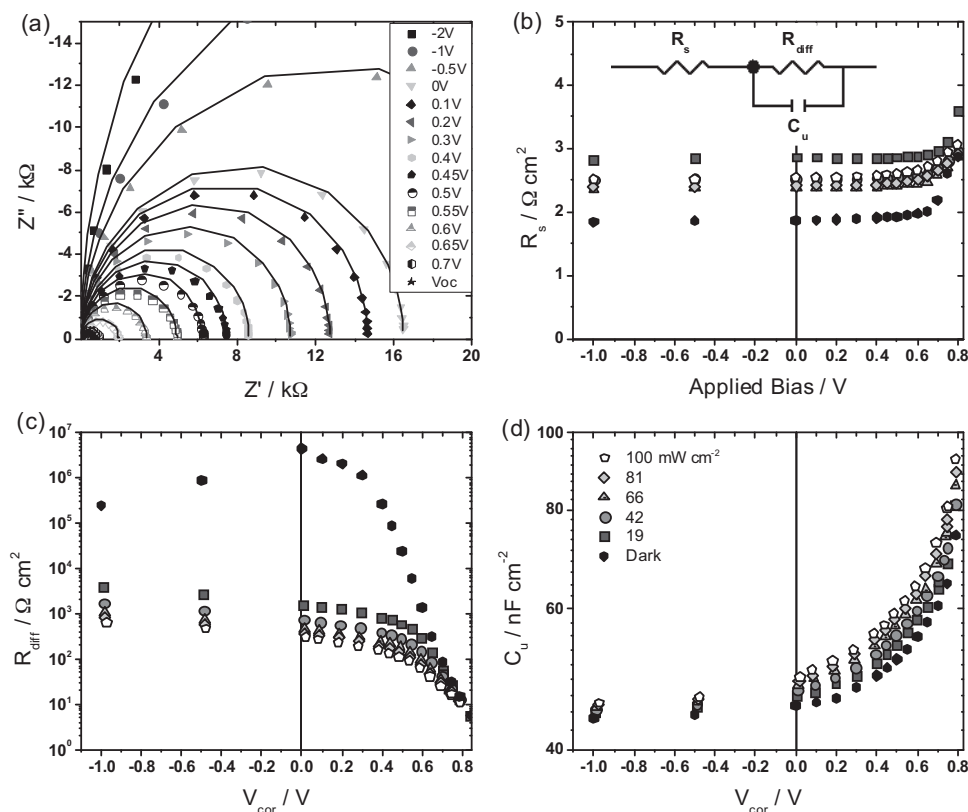 (a)
-14
-12
-10
-8
-6
-4
-2
0
Z'' / kΩ
4
8
12
16
20
Z' / kΩ
-2V
-1V
-0.5V
0V
0.1V
0.2V
0.3V
0.4V
0.45V
0.5V
0.55V
0.6V
0.65V
0.7V
Voc
(b)
5
4
3
2
1
0
R_s / Ω cm²
R_s
R_diff
C_u
-1.0
-0.8
-0.6
-0.4
-0.2
0.0
0.2
0.4
0.6
0.8
Applied Bias / V
(c)
10⁷
10⁶
10⁵
10⁴
10³
10²
10¹
10⁰
R_diff / Ω cm²
-1.0
-0.8
-0.6
-0.4
-0.2
0.0
0.2
0.4
0.6
0.8
V_cor / V
(d)
100
80
60
40
C_u / nF cm⁻²
100 mW cm⁻²
81
66
42
19
Dark
-1.0
-0.8
-0.6
-0.4
-0.2
0.0
0.2
0.4
0.6
0.8
V_cor / V